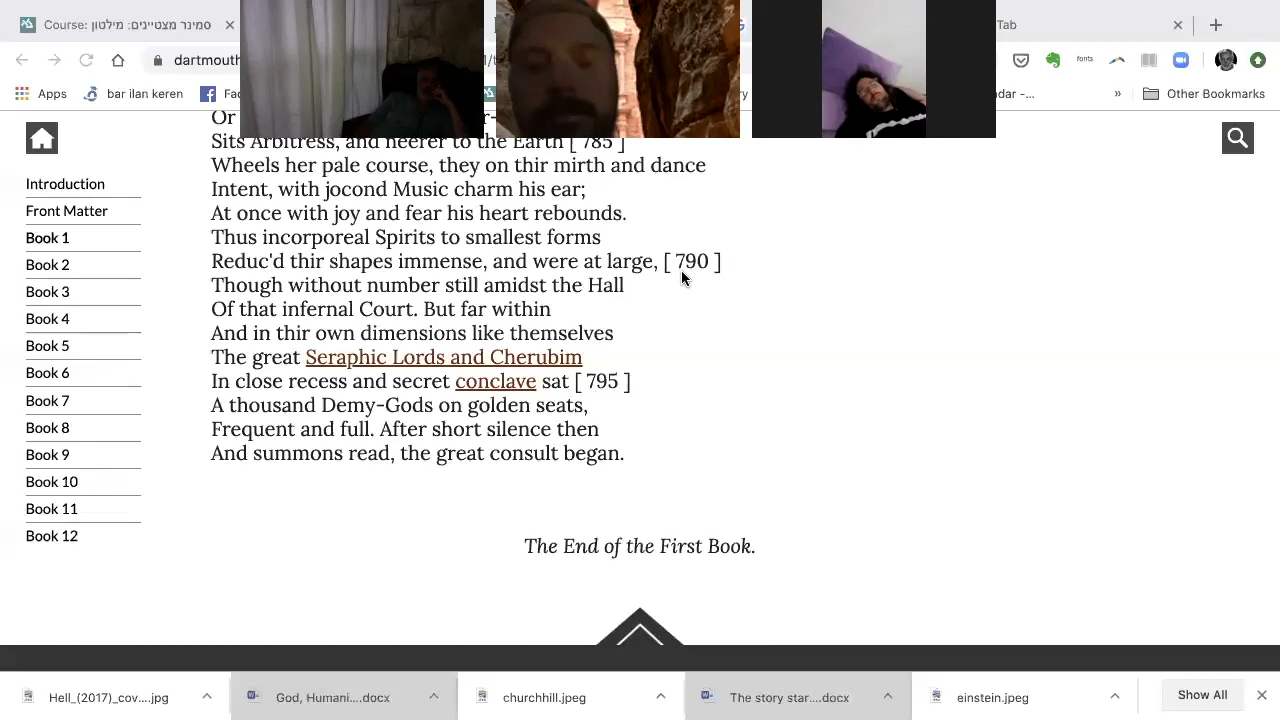 Course: סמינר מצטיינים: מילטון
Tab
dartmouth
fonts
Apps
bar ilan keren
Other Bookmarks
Or
Sits Arbitress, and neerer to the Earth [ 785 ]
Wheels her pale course, they on thir mirth and dance
Intent, with jocond Music charm his ear;
At once with joy and fear his heart rebounds.
Thus incorporeal Spirits to smallest forms
Reduc'd thir shapes immense, and were at large, [ 790 ]
Though without number still amidst the Hall
Of that infernal Court. But far within
And in thir own dimensions like themselves
The great Seraphic Lords and Cherubim
In close recess and secret conclave sat [ 795 ]
A thousand Demy-Gods on golden seats,
Frequent and full. After short silence then
And summons read, the great consult began.
The End of the First Book.
Introduction
Front Matter
Book 1
Book 2
Book 3
Book 4
Book 5
Book 6
Book 7
Book 8
Book 9
Book 10
Book 11
Book 12
Hell_(2017)_cov....jpg
God, Humani....docx
churchhill.jpeg
The story star....docx
einstein.jpeg
Show All